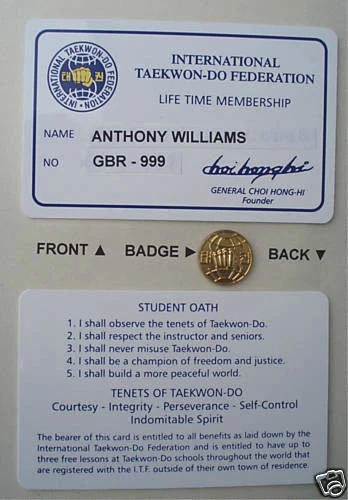 INTERNATIONAL TAEKWON-DO FEDERATION
태권
INTERNATIONAL
TAEKWON-DO FEDERATION
LIFE TIME MEMBERSHIP
NAME ANTHONY WILLIAMS
NO GBR - 999
choi hong hi
GENERAL CHOI HONG-HI
Founder
FRONT ▲ BADGE ► BACK ▼
STUDENT OATH
1. I shall observe the tenets of Taekwon-Do.
2. I shall respect the instructor and seniors.
3. I shall never misuse Taekwon-Do.
4. I shall be a champion of freedom and justice.
5. I shall build a more peaceful world.
TENETS OF TAEKWON-DO
Courtesy - Integrity - Perseverance - Self-Control
Indomitable Spirit
The bearer of this card is entitled to all benefits as laid down by the
International Taekwon-Do Federation and is entitled to have up to
three free lessons at Taekwon-Do schools throughout the world that
are registered with the I.T.F. outside of their own town of residence.